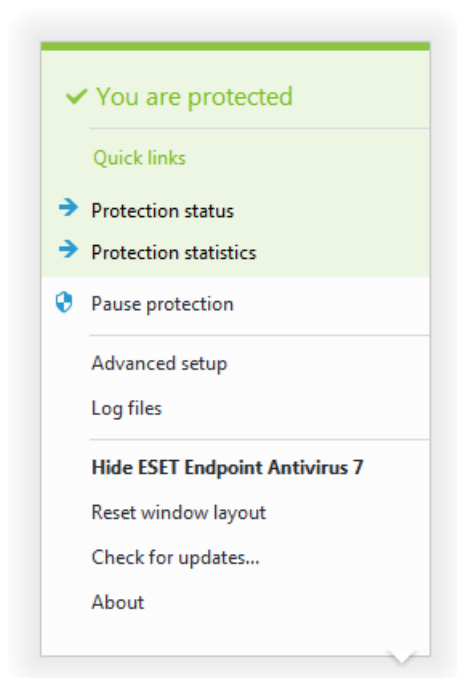 You are protected
Quick links
Protection status
Protection statistics
Pause protection
Advanced setup
Log files
Hide ESET Endpoint Antivirus 7
Reset window layout
Check for updates...
About